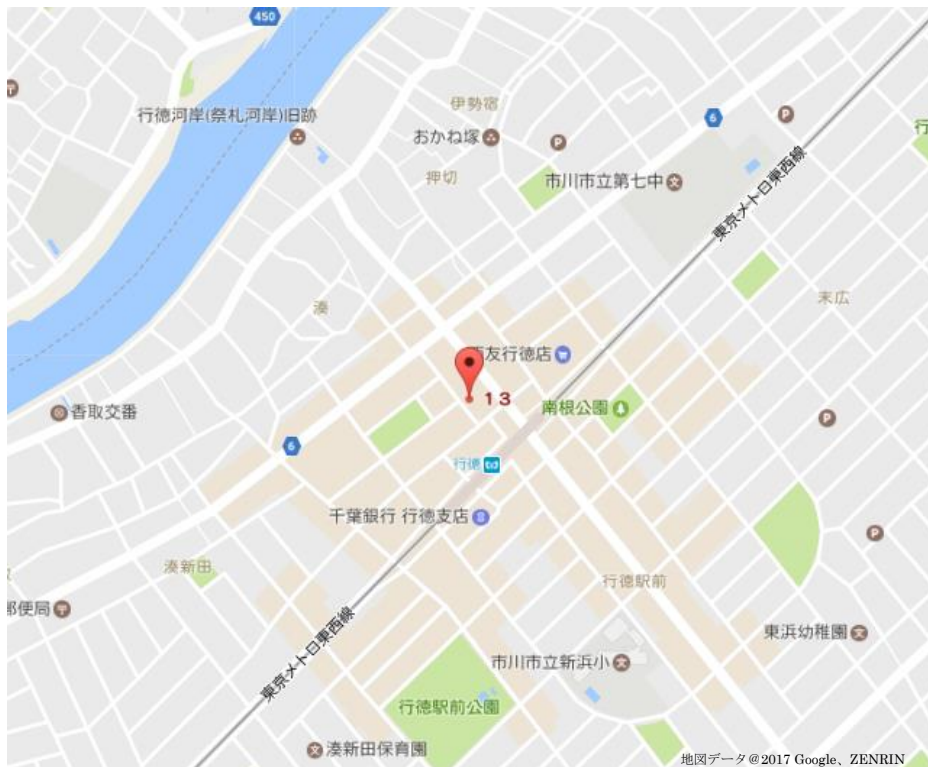 450
行徳河岸(祭礼河岸)旧跡
伊勢宿
おかね塚
P
6
P
押切
市川市立第七中
文
東京メトロ東西線
末広
湊
友行徳店
13
南根公園
香取交番
P
6
行徳
千葉銀行 行徳支店
P
湊新田
行徳駅前
郵便局
東浜幼稚園
文
東京メトロ東西線
市川市立新浜小
文
行徳駅前公園
文
湊新田保育園
地図データ@2017 Google、ZENRIN